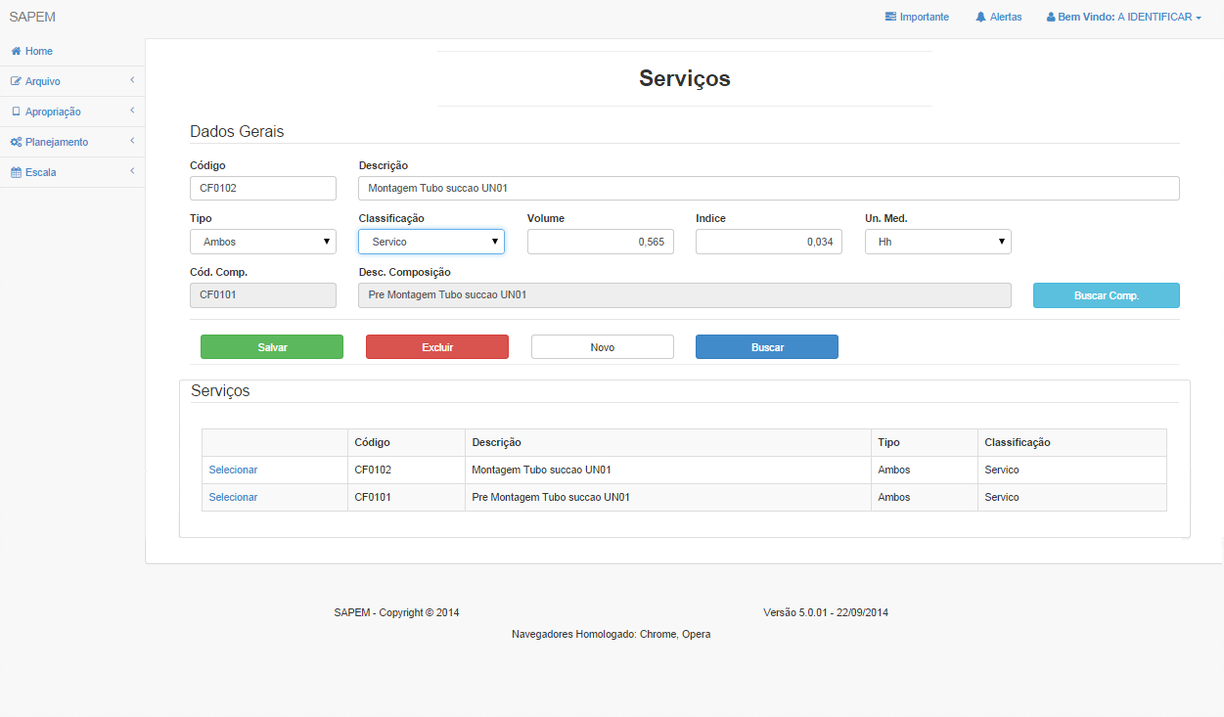 SAPEM
Importante Alertas Bem Vindo: A IDENTIFICAR
Home
Arquivo
Apropriação
Planejamento
Escala
Serviços
Dados Gerais
Código Descrição
CF0102 Montagem Tubo succao UN01
Tipo Classificação Volume Indice Un. Med.
Ambos Servico 0,565 0,034 Hh
Cód. Comp. Desc. Composição
CF0101 Pre Montagem Tubo succao UN01 Buscar Comp.
Salvar Excluir Novo Buscar
Serviços
Código Descrição Tipo Classificação
Selecionar CF0102 Montagem Tubo succao UN01 Ambos Servico
Selecionar CF0101 Pre Montagem Tubo succao UN01 Ambos Servico
SAPEM - Copyright © 2014 Versão 5.0.01 - 22/09/2014
Navegadores Homologado: Chrome, Opera